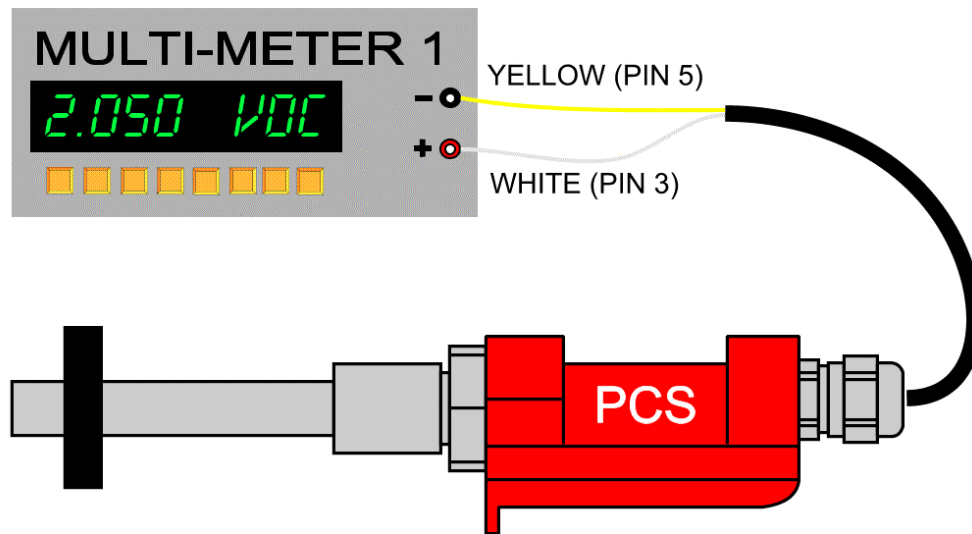 MULTI-METER 1
2.050 VDC
-
+
YELLOW (PIN 5)
WHITE (PIN 3)
PCS